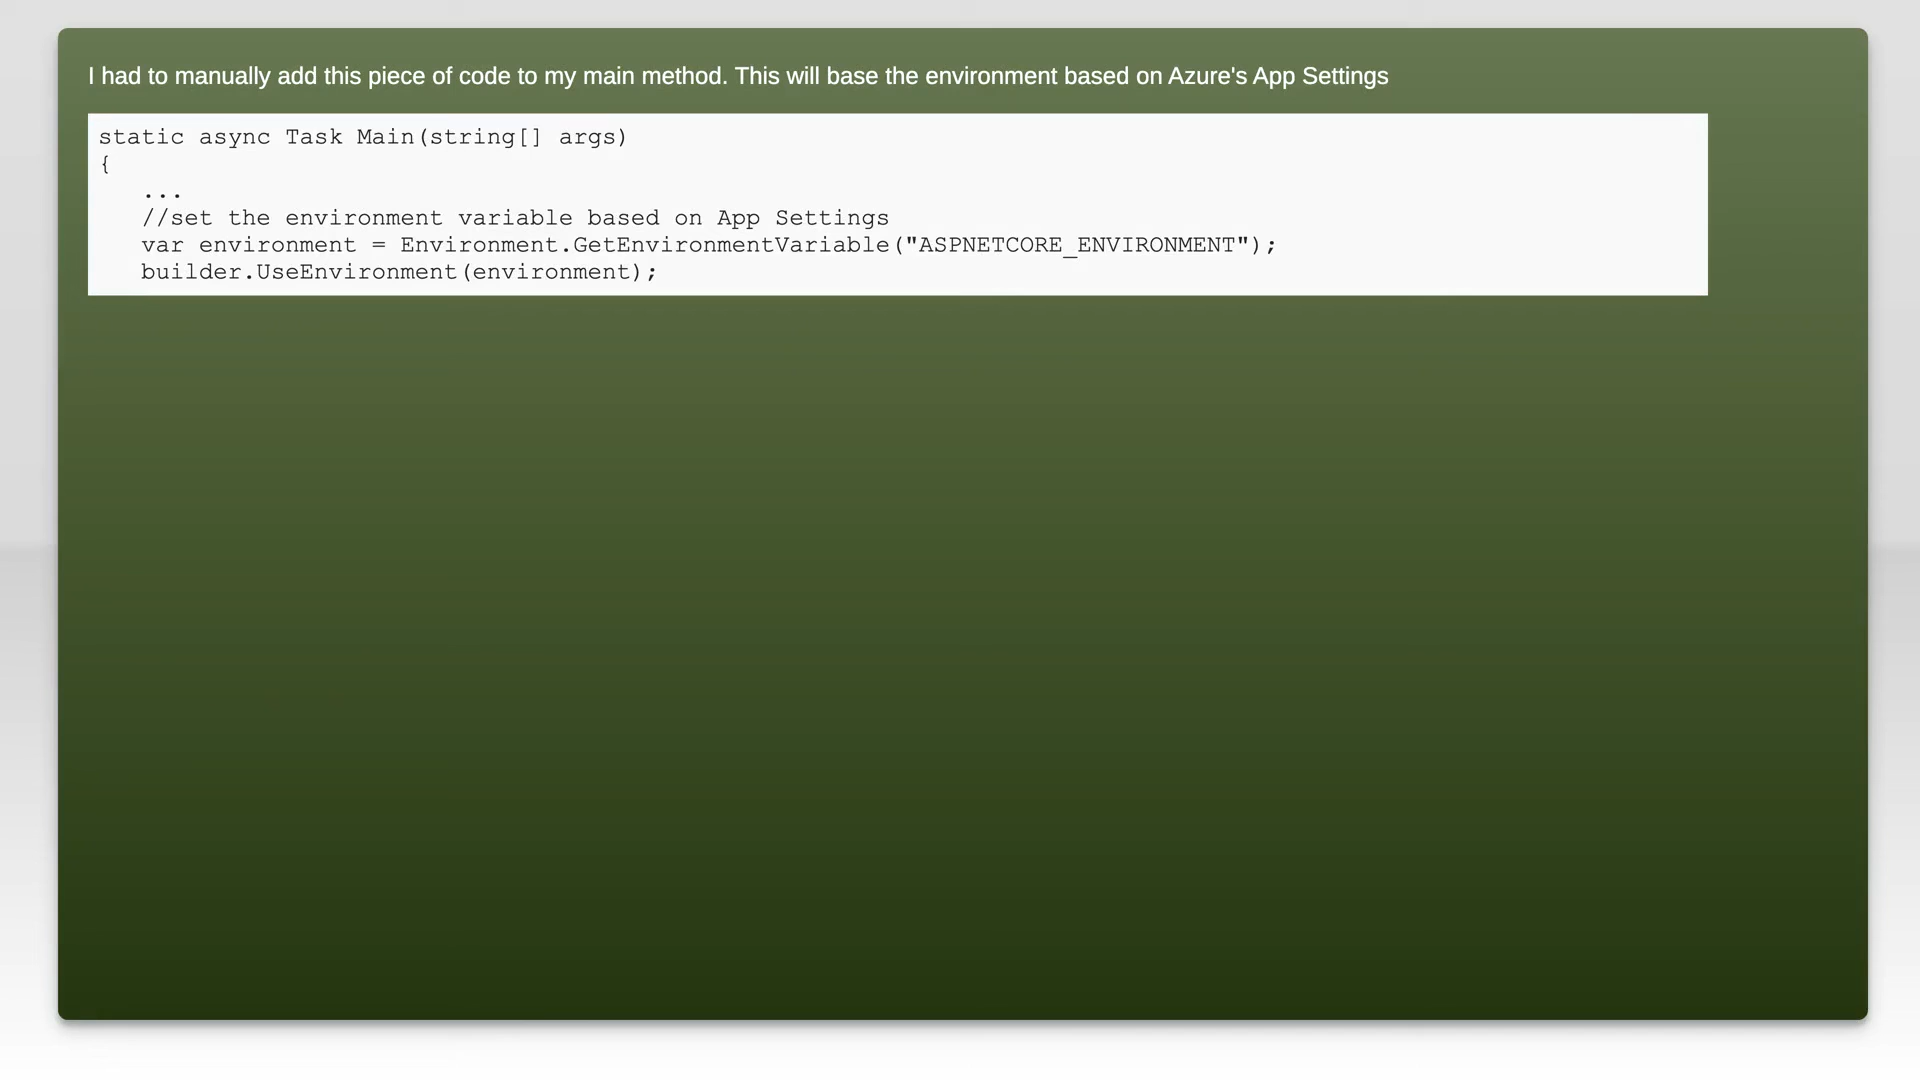 I had to manually add this piece of code to my main method. This will base the environment based on Azure's App Settings
static async Task Main(string[] args)
{
   ...
   //set the environment variable based on App Settings
   var environment = Environment.GetEnvironmentVariable("ASPNETCORE_ENVIRONMENT");
   builder.UseEnvironment(environment);